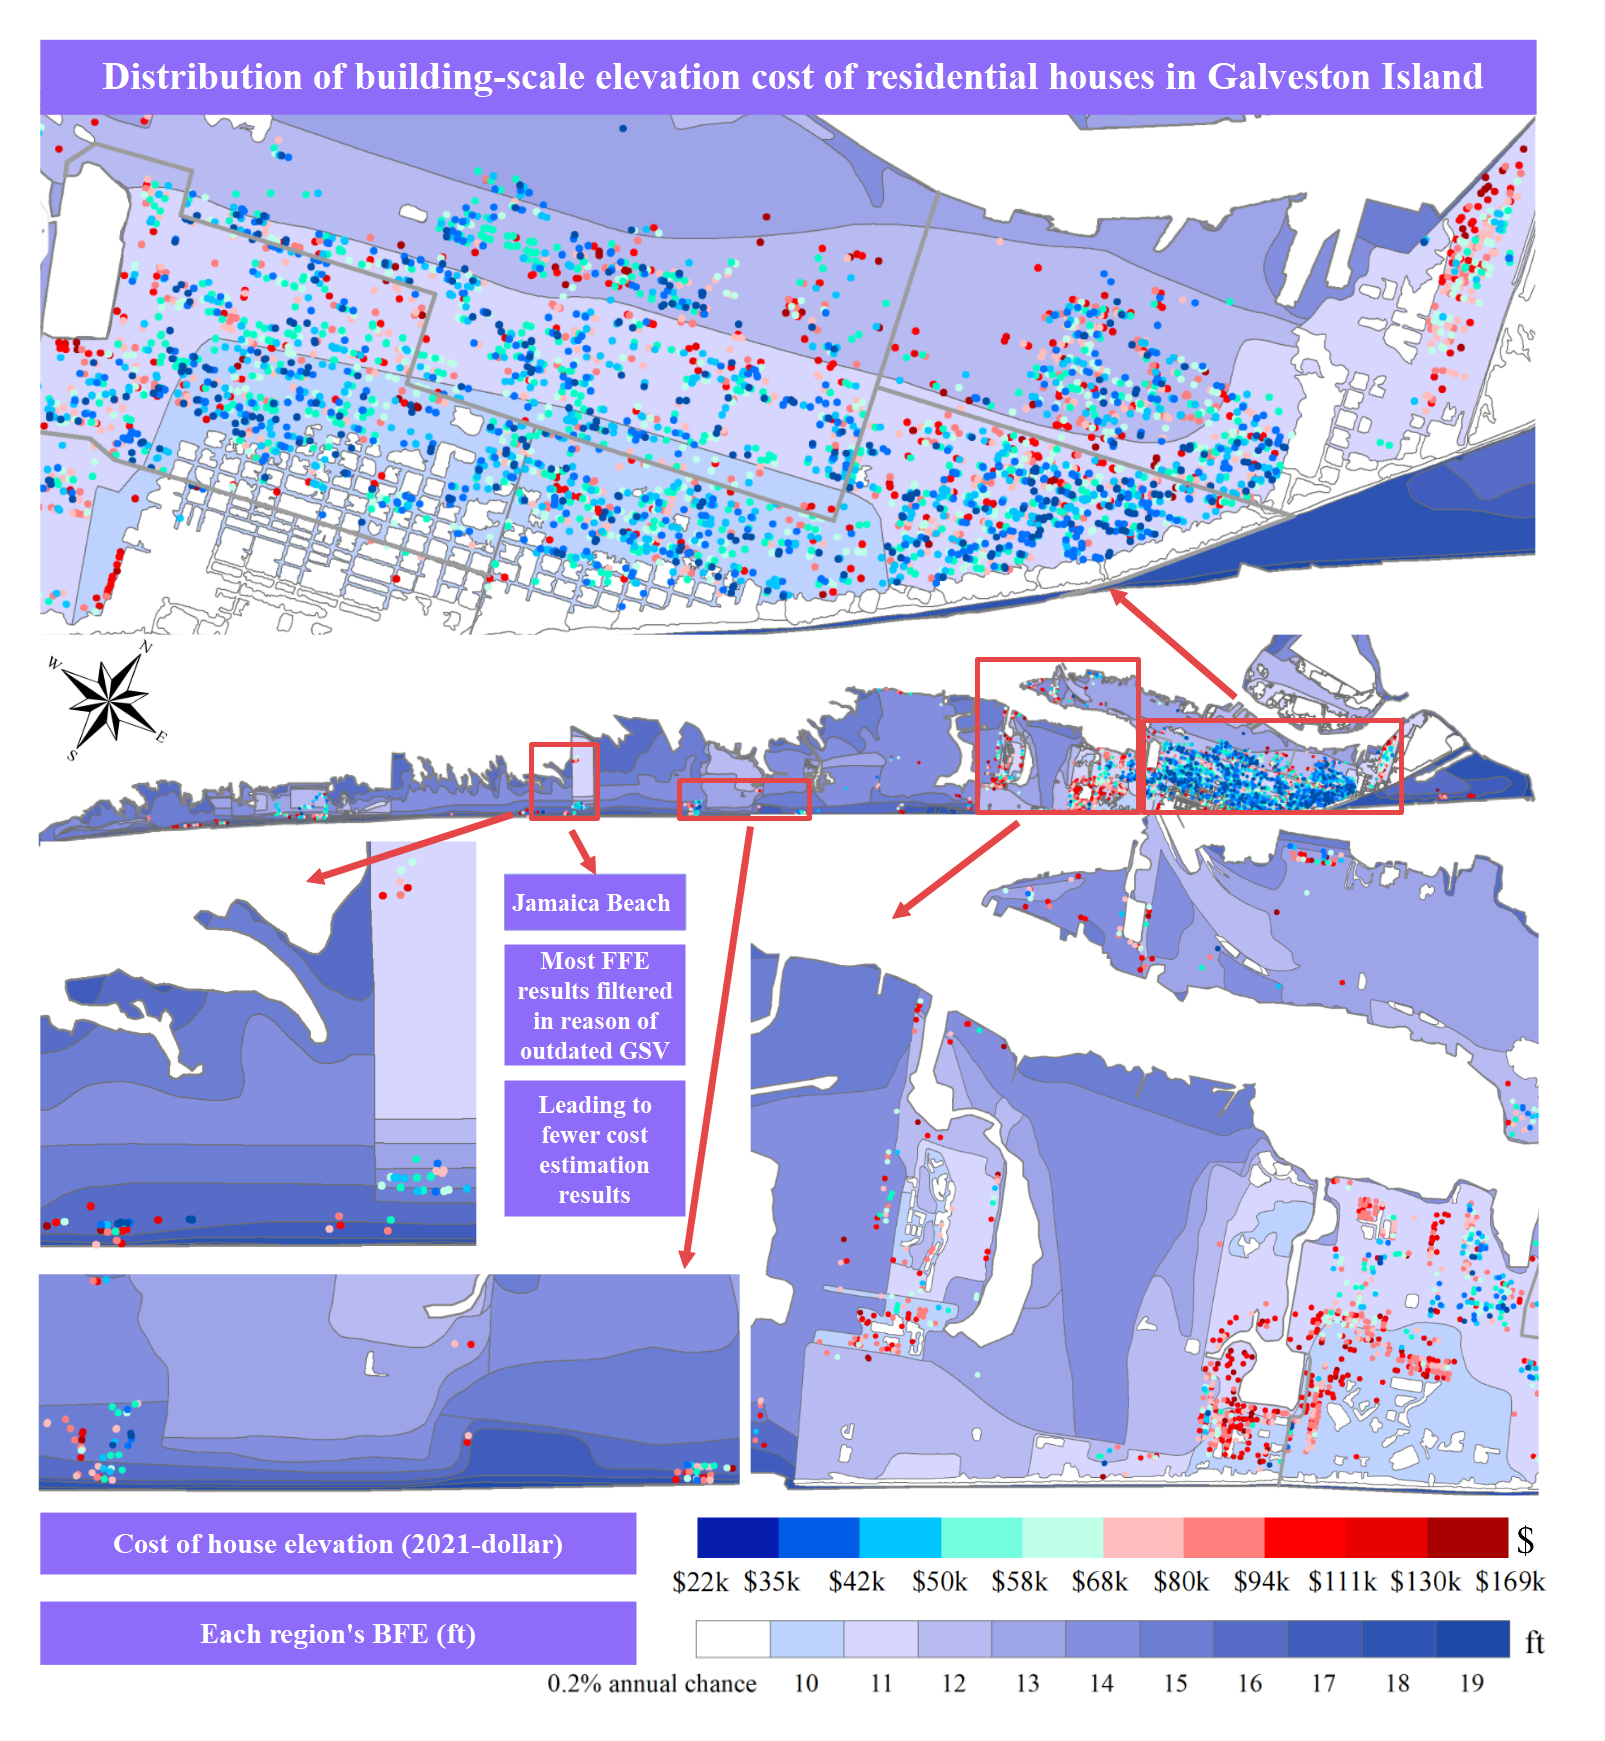 Distribution of building-scale elevation cost of residential houses in Galveston Island
N
W
E
S
Jamaica Beach
Most FFE
results filtered
in reason of
outdated GSV
Leading to
fewer cost
estimation
results
Cost of house elevation (2021-dollar)
$
$22k $35k $42k $50k $58k $68k $80k $94k $111k $130k $169k
Each region's BFE (ft)
ft
0.2% annual chance 10 11 12 13 14 15 16 17 18 19